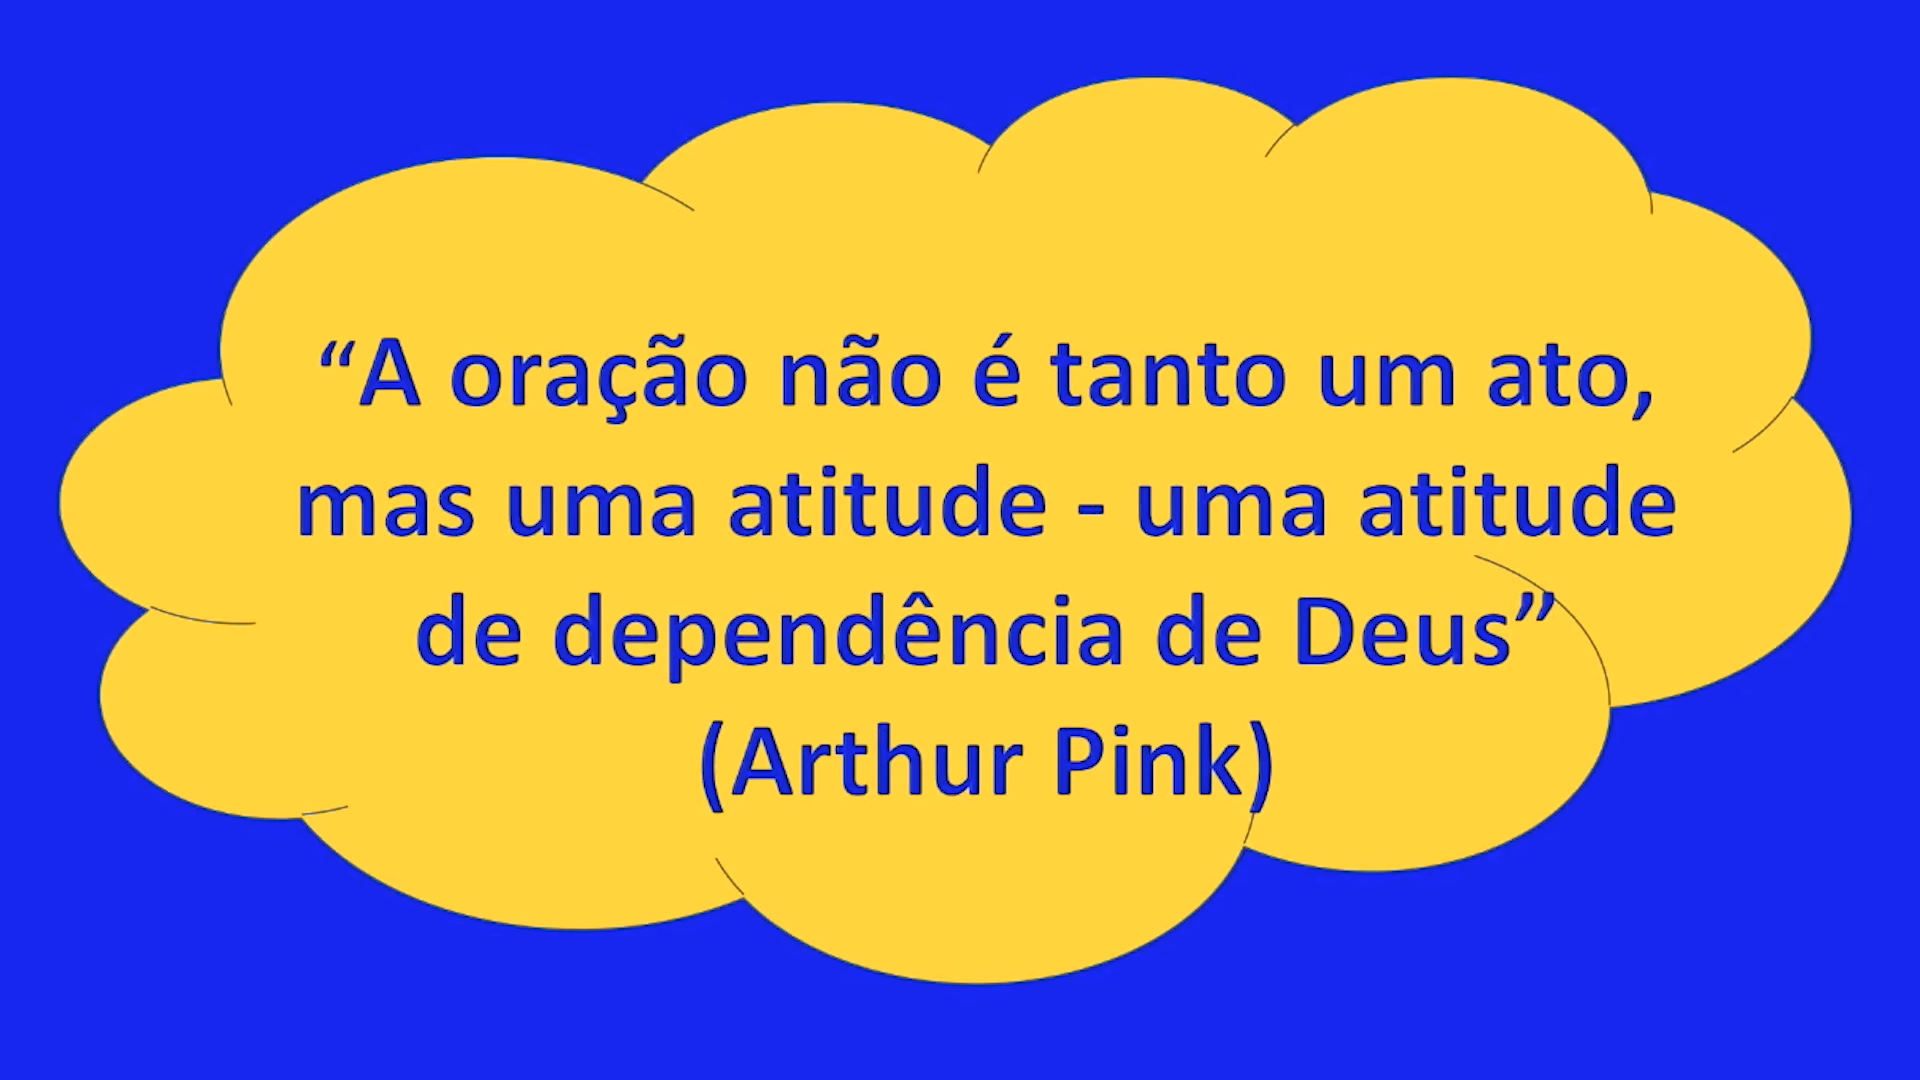 “A oração não é tanto um ato,
mas uma atitude - uma atitude
de dependência de Deus”
(Arthur Pink)